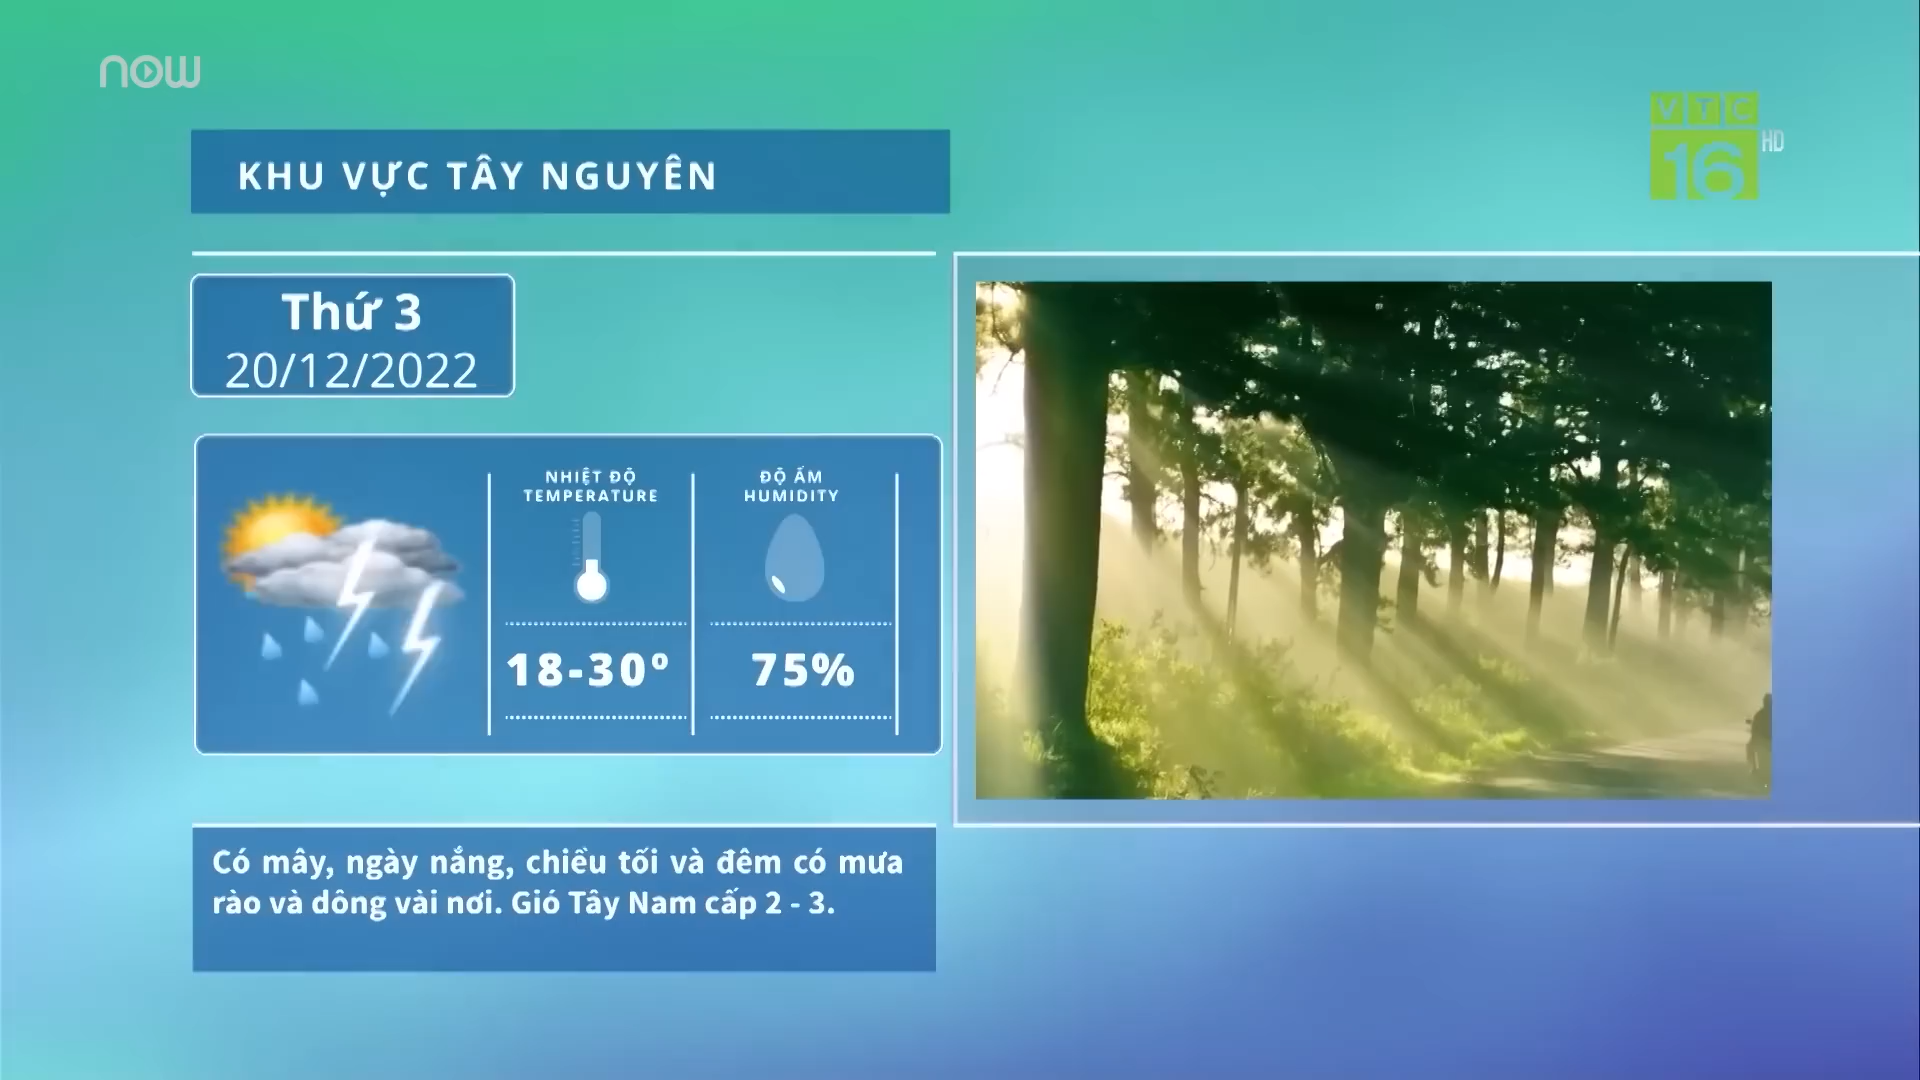 now
VTC
16 HD
KHU VỰC TÂY NGUYÊN
Thứ 3
20/12/2022
NHIỆT ĐỘ
TEMPERATURE
18-30º
ĐỘ ẨM
HUMIDITY
75%
Có mây, ngày nắng, chiều tối và đêm có mưa
rào và dông vài nơi. Gió Tây Nam cấp 2 - 3.